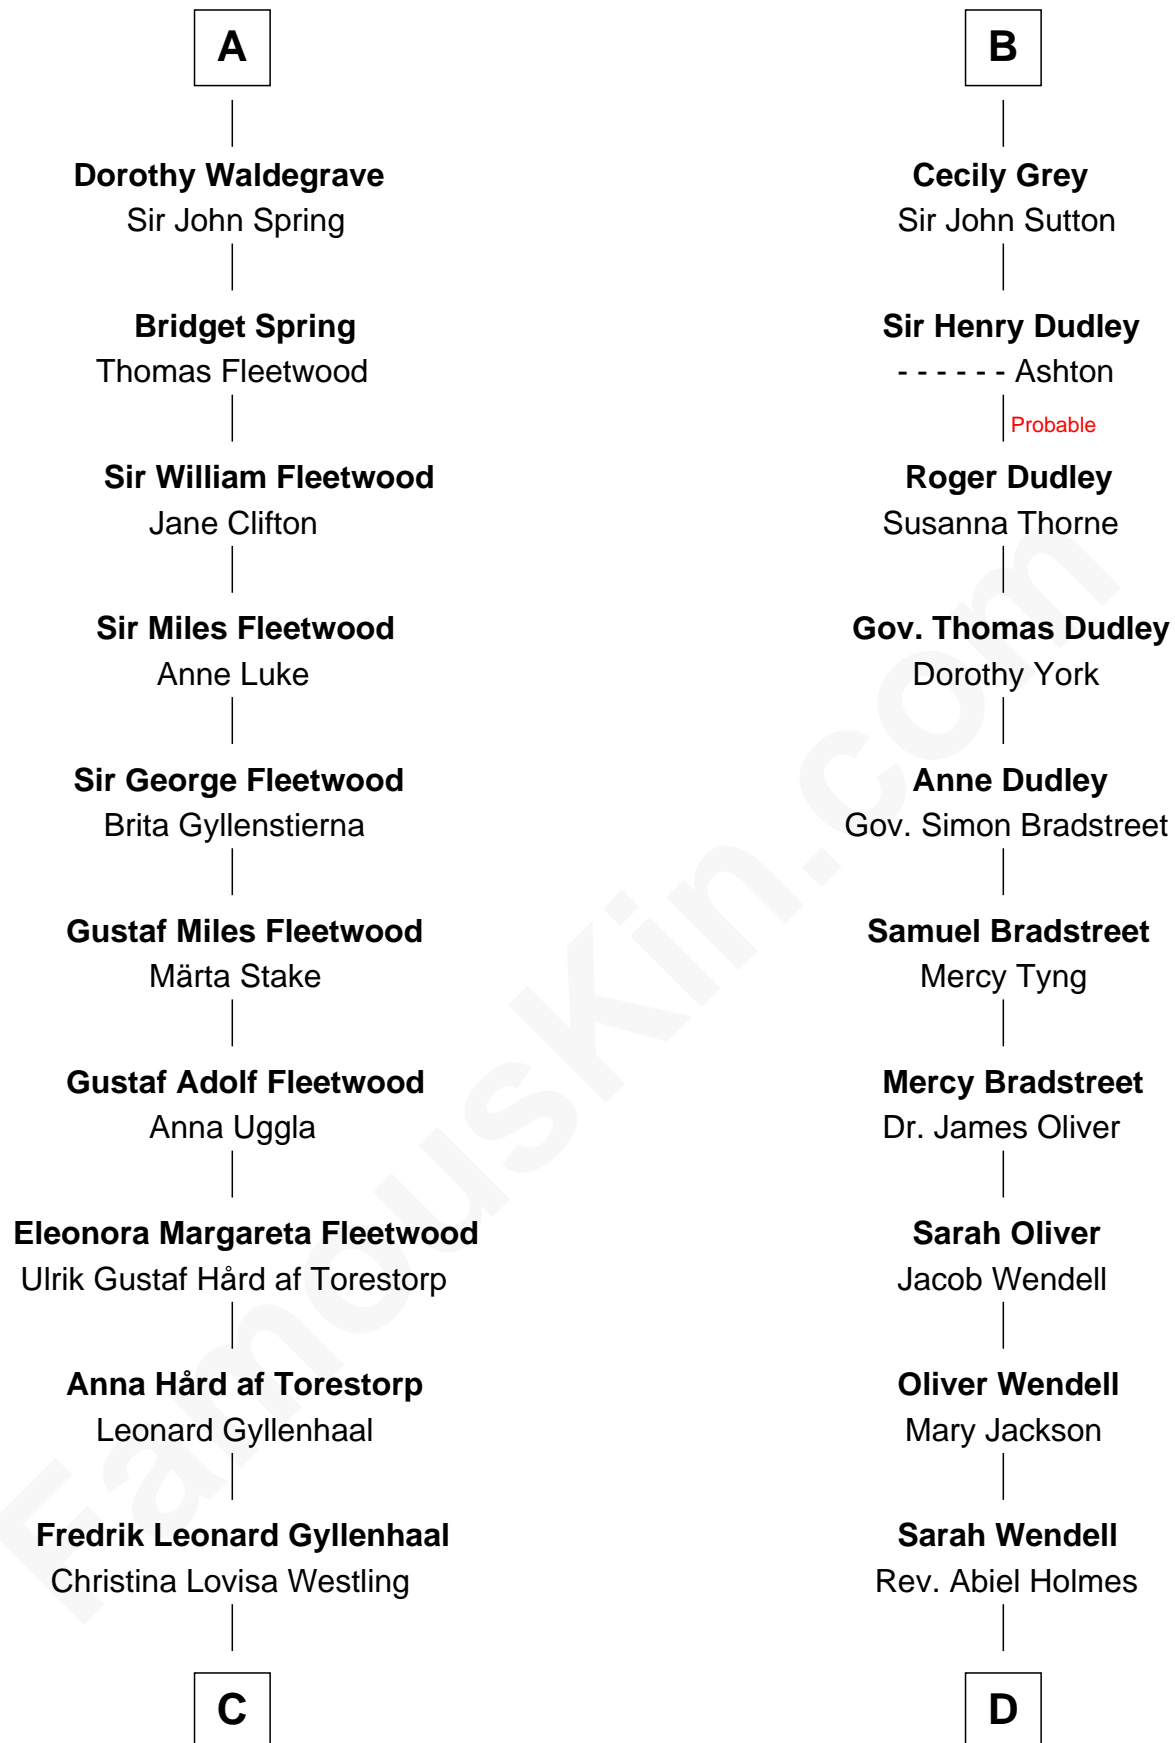 A
Dorothy Waldegrave
Sir John Spring
Bridget Spring
Thomas Fleetwood
Sir William Fleetwood
Jane Clifton
Sir Miles Fleetwood
Anne Luke
Sir George Fleetwood
Brita Gyllenstierna
Gustaf Miles Fleetwood
Märta Stake
Gustaf Adolf Fleetwood
Anna Uggla
Eleonora Margareta Fleetwood
Ulrik Gustaf Hård af Torestorp
Anna Hård af Torestorp
Leonard Gyllenhaal
Fredrik Leonard Gyllenhaal
Christina Lovisa Westling
C
B
Cecily Grey
Sir John Sutton
Sir Henry Dudley
- - - - - - Ashton
Probable
Roger Dudley
Susanna Thorne
Gov. Thomas Dudley
Dorothy York
Anne Dudley
Gov. Simon Bradstreet
Samuel Bradstreet
Mercy Tyng
Mercy Bradstreet
Dr. James Oliver
Sarah Oliver
Jacob Wendell
Oliver Wendell
Mary Jackson
Sarah Wendell
Rev. Abiel Holmes
D
FamousKin.com